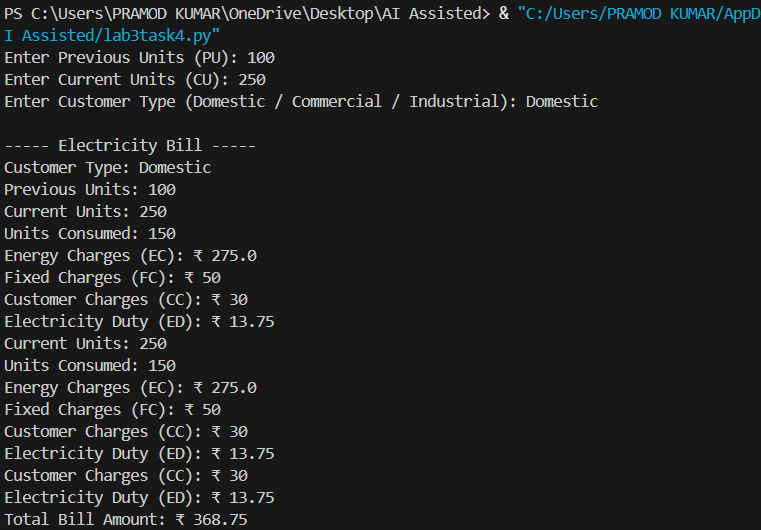 PS C:\Users\PRAMOD KUMAR\OneDrive\Desktop\AI Assisted> & "C:/Users/PRAMOD KUMAR/AppD
I Assisted/lab3task4.py"
Enter Previous Units (PU): 100
Enter Current Units (CU): 250
Enter Customer Type (Domestic / Commercial / Industrial): Domestic
----- Electricity Bill -----
Customer Type: Domestic
Previous Units: 100
Current Units: 250
Units Consumed: 150
Energy Charges (EC): ₹ 275.0
Fixed Charges (FC): ₹ 50
Customer Charges (CC): ₹ 30
Electricity Duty (ED): ₹ 13.75
Current Units: 250
Units Consumed: 150
Energy Charges (EC): ₹ 275.0
Fixed Charges (FC): ₹ 50
Customer Charges (CC): ₹ 30
Electricity Duty (ED): ₹ 13.75
Customer Charges (CC): ₹ 30
Electricity Duty (ED): ₹ 13.75
Total Bill Amount: ₹ 368.75